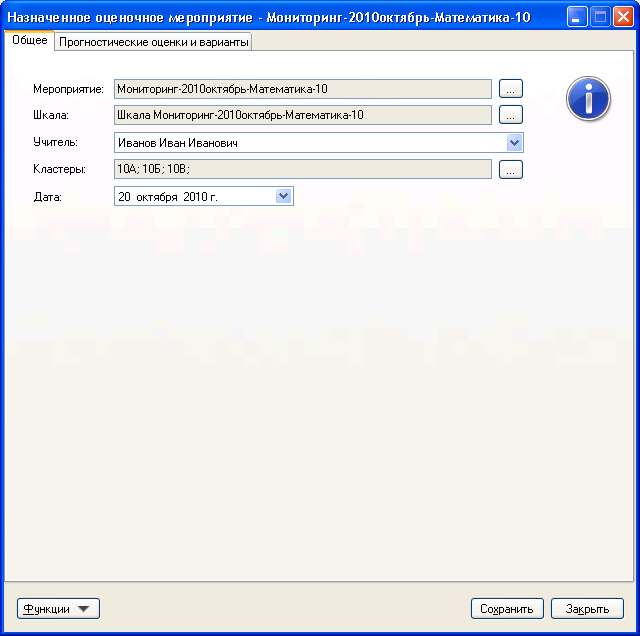 Назначенное оценочное мероприятие - Мониторинг-2010октябрь-Математика-10
Общее Прогностические оценки и варианты
Мероприятие: Мониторинг-2010октябрь-Математика-10 ...
Шкала: Шкала Мониторинг-2010октябрь-Математика-10 ...
Учитель: Иванов Иван Иванович
Кластеры: 10А; 10Б; 10В; ...
Дата: 20 октября 2010 г.
Функции Сохранить Закрыть